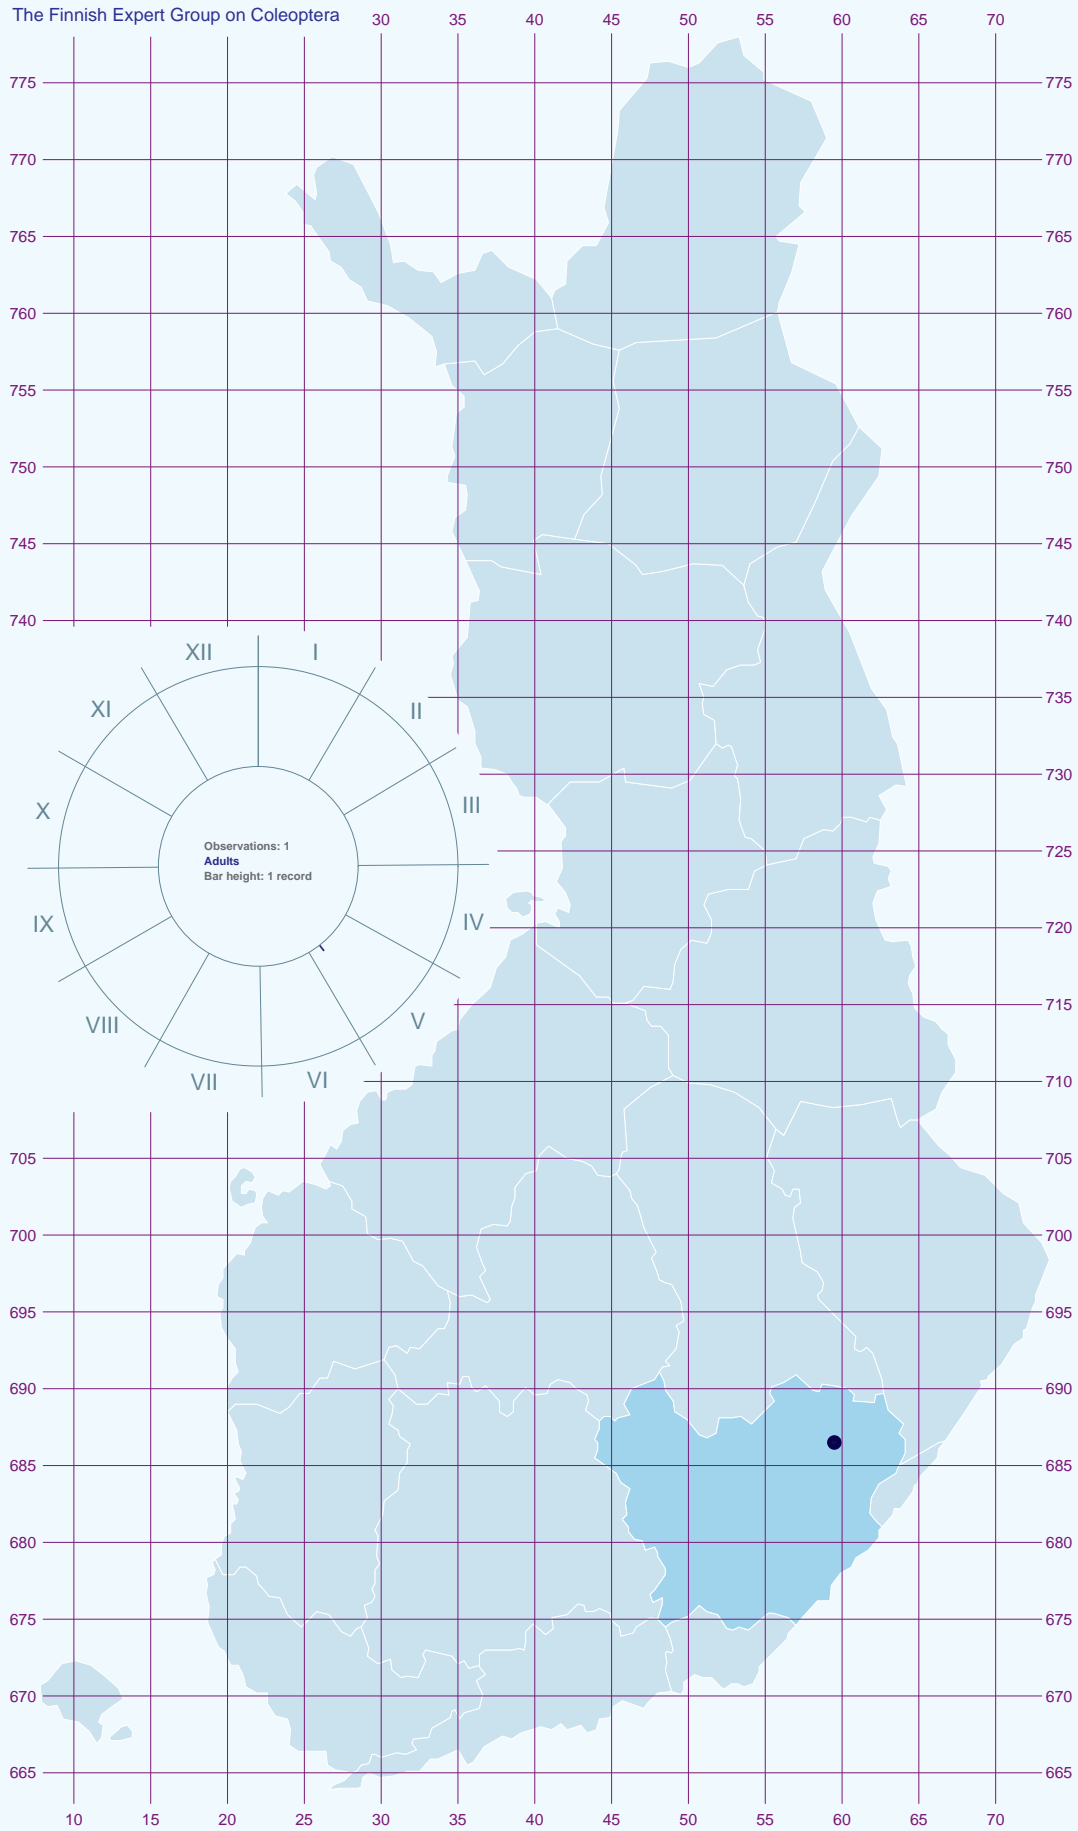 The Finnish Expert Group on Coleoptera 30 35 40 45 50 55 60 65 70
775 775
770 770
765 765
760 760
755 755
750 750
745 745
740 740
XII I
XI II
735
730
X III
725
Observations: 1
Adults
Bar height: 1 record
IX IV
720
715
VIII V
VII VI
710
705 705
700 700
695 695
690 690
685 685
680 680
675 675
670 670
665 665
10 15 20 25 30 35 40 45 50 55 60 65 70